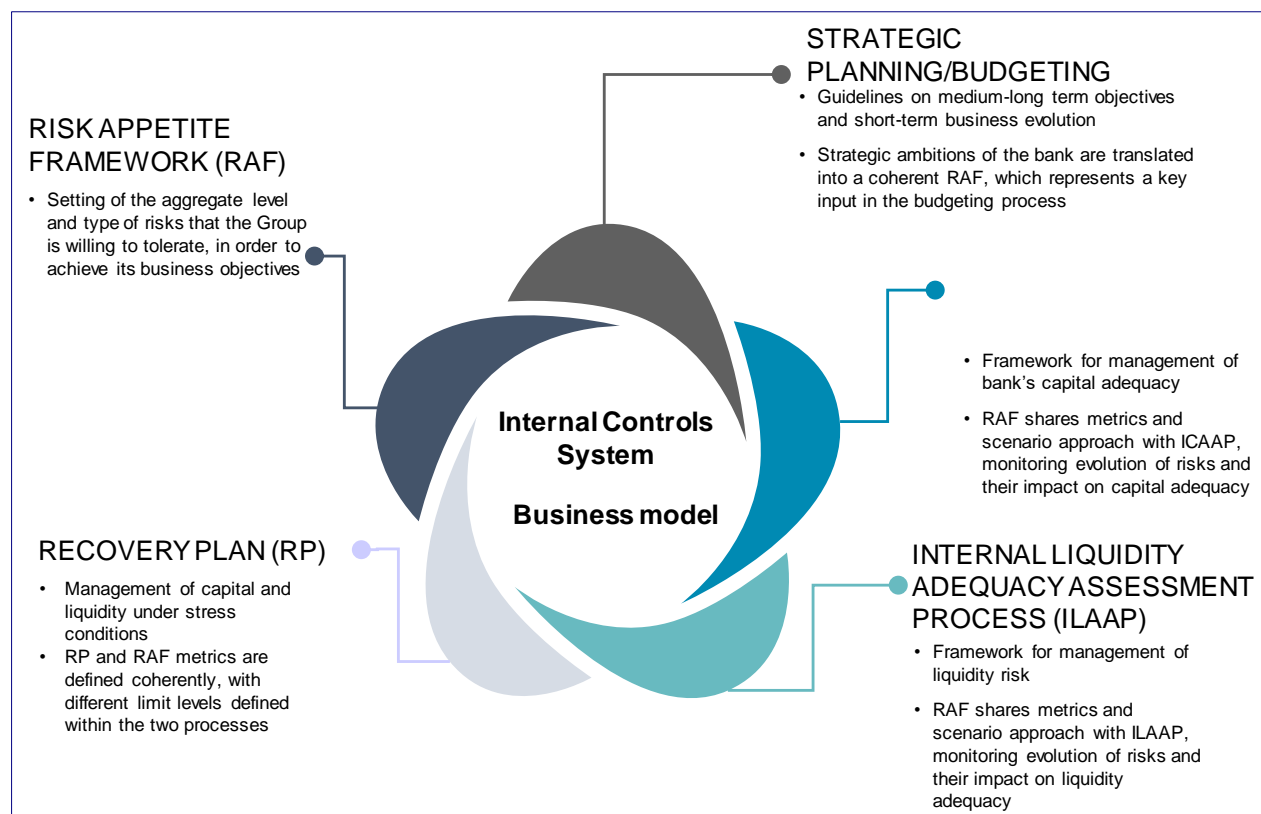 STRATEGIC
PLANNING/BUDGETING
• Guidelines on medium-long term objectives
and short-term business evolution
• Strategic ambitions of the bank are translated
into a coherent RAF, which represents a key
input in the budgeting process
RISK APPETITE
FRAMEWORK (RAF)
• Setting of the aggregate level
and type of risks that the Group
is willing to tolerate, in order to
achieve its business objectives
• Framework for management of
bank's capital adequacy
• RAF shares metrics and
scenario approach with ICAAP,
monitoring evolution of risks and
their impact on capital adequacy
Internal Controls
System
Business model
RECOVERY PLAN (RP)
• Management of capital and
liquidity under stress
conditions
• RP and RAF metrics are
defined coherently, with
different limit levels defined
within the two processes
INTERNAL LIQUIDITY
ADEQUACY ASSESSMENT
PROCESS (ILAAP)
• Framework for management of
liquidity risk
• RAF shares metrics and
scenario approach with ILAAP,
monitoring evolution of risks and
their impact on liquidity
adequacy